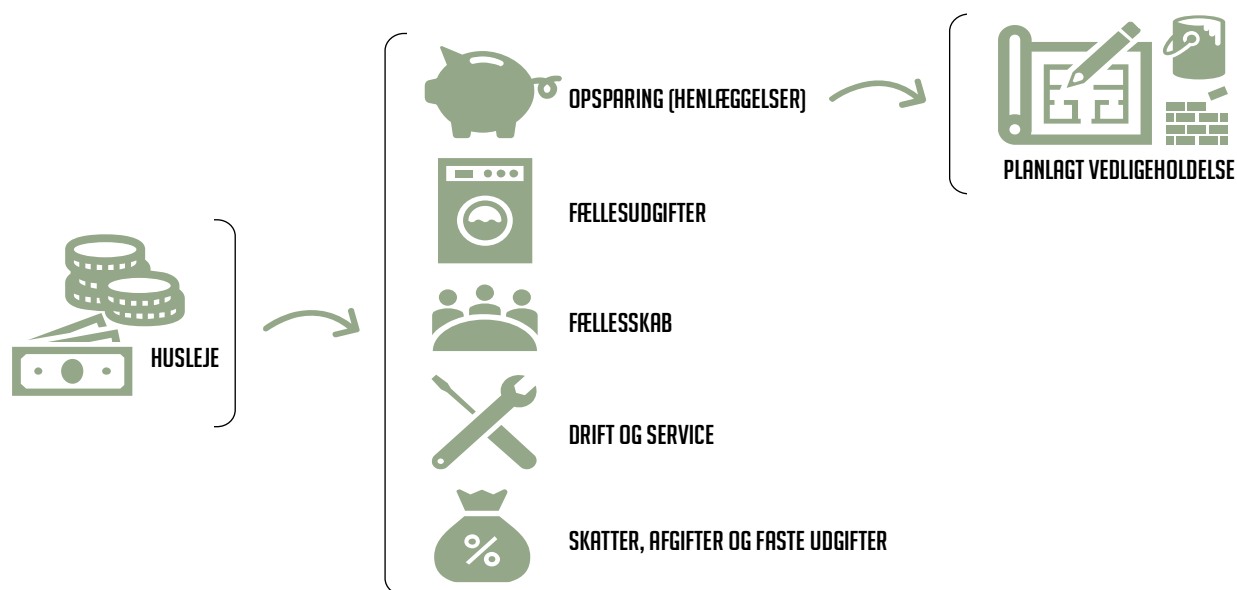 HUSLEJE
OPSPARING (HENLÆGGELSER)
PLANLAGT VEDLIGEHOLDELSE
FÆLLESUDGIFTER
FÆLLESSKAB
DRIFT OG SERVICE
SKATTER, AFGIFTER OG FASTE UDGIFTER
%